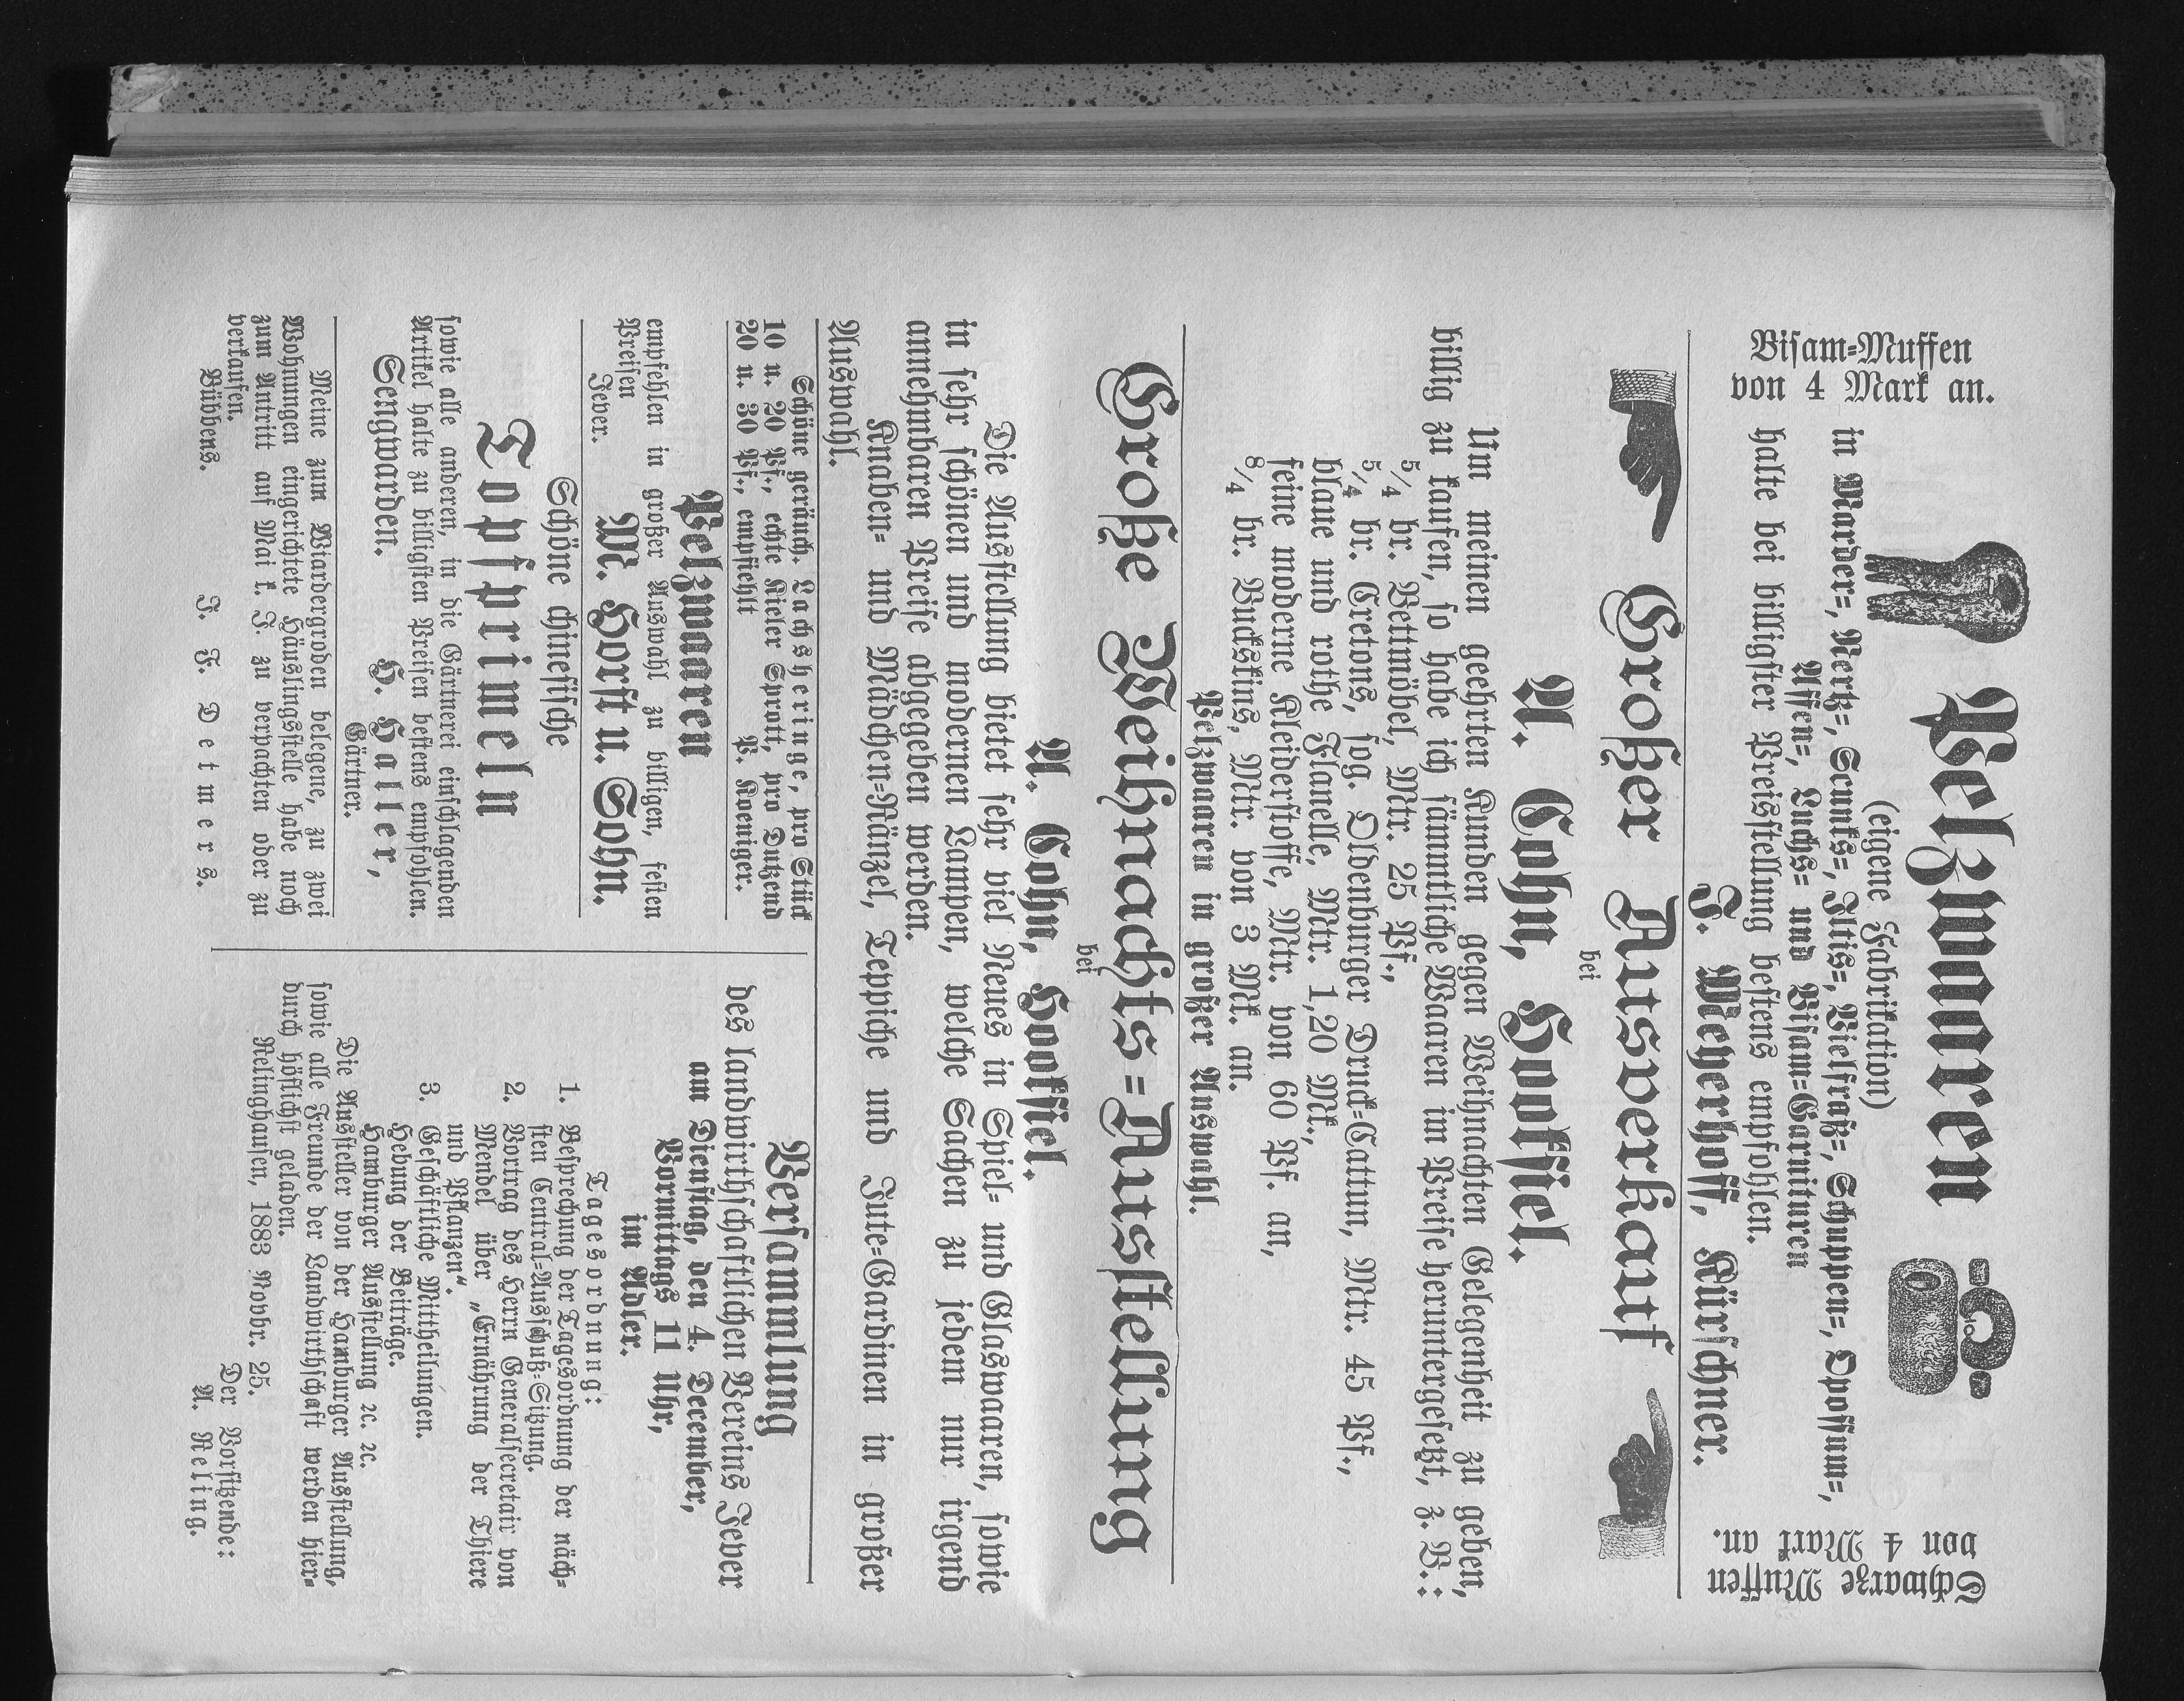 Bisam=Muffen
von 4 Mark an.
Pelzwaaren
(eigene Fabrikation)
in Marder=, Nerz=, Scunks=, Iltis=, Vielfraß=, Schuppen=, Opossum=,
Affen=, Luchs= und Bisam=Garnituren
halte bei billigster Preisstellung bestens empfohlen.
J. Meyerhoff, Kürschner.
Schwarze Muffen
von 4 Mark an.
Großer Ausverkauf
bei
A. Cohn, Hooksiel.
Um meinen geehrten Kunden gegen Weihnachten Gelegenheit zu geben,
billig zu kaufen, so habe ich sämmtliche Waaren im Preise heruntergesetzt, z. B.:
5/4 br. Bettmöbel, Mtr. 25 Pf.,
5/4 br. Cretons, sog. Oldenburger Druck=Cattun, Mtr. 45 Pf.,
blaue und rothe Flanelle, Mtr. 1,20 Mk.,
feine moderne Kleiderstoffe, Mtr. von 60 Pf. an,
8/4 br. Buckskins, Mtr. von 3 Mk. an.
Pelzwaaren in großer Auswahl.
Große Weihnachts=Ausstellung
bei
A. Cohn, Hooksiel.
Die Ausstellung bietet sehr viel Neues in Spiel= und Glaswaaren, sowie
in sehr schönen und modernen Lampen, welche Sachen zu jedem nur irgend
annehmbaren Preise abgegeben werden.
Knaben= und Mädchen=Ränzel, Teppiche und Jute=Gardinen in großer
Auswahl.
Schöne geräuch. Lachsheringe, pro Stück
10 u. 20 Pf., echte Kieler Sprott, pro Dutzend
20 u. 30 Pf., empfiehlt P. Koeniger.
Pelzwaaren
empfehlen in großer Auswahl zu billigen, festen
Preisen
Jever. M. Horst u. Sohn.
Schöne chinesische
Topfprimeln
sowie alle anderen, in die Gärtnerei einschlagenden
Artikel halte zu billigsten Preisen bestens empfohlen.
Sengwarden. H. Haller,
Gärtner.
Meine zum Wiardergroden belegene, zu zwei
Wohnungen eingerichtete Häuslingsstelle habe noch
zum Antritt auf Mai k. J. zu verpachten oder zu
verkaufen.
Bübbens. J. F. Detmers.
Versammlung
des landwirthschaftlichen Vereins Jever
am Dienstag, den 4. December,
Vormittags 11 Uhr,
im Adler.
Tagesordnung:
1. Besprechung der Tagesordnung der näch=
sten Central=Ausschuß=Sitzung.
2. Vortrag des Herrn Generalsecretair von
Mendel über „Ernährung der Thiere
und Pflanzen“.
3. Geschäftliche Mittheilungen.
Hebung der Beiträge.
Hamburger Ausstellung ꝛc. ꝛc.
Die Aussteller von der Hamburger Ausstellung,
sowie alle Freunde der Landwirthschaft werden hier=
durch höflichst geladen.
Relinghausen, 1883 Novbr. 25.
Der Vorsitzende:
A. Reling.